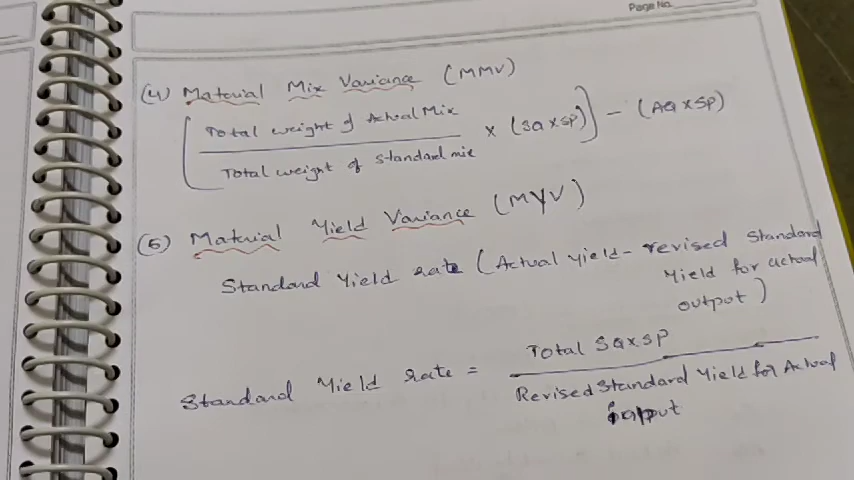 Page No.
(4) Material Mix Variance (MMV)
[ Total weight of Actual Mix / Total weight of standard mix × (SQ×SP) ] - (AQ×SP)
(5) Material Yield Variance (MYV)
Standard Yield rate (Actual yield - revised Standard
Yield for actual
output)
Standard Yield rate = Total SQ×SP
Revised Standard Yield for Actual